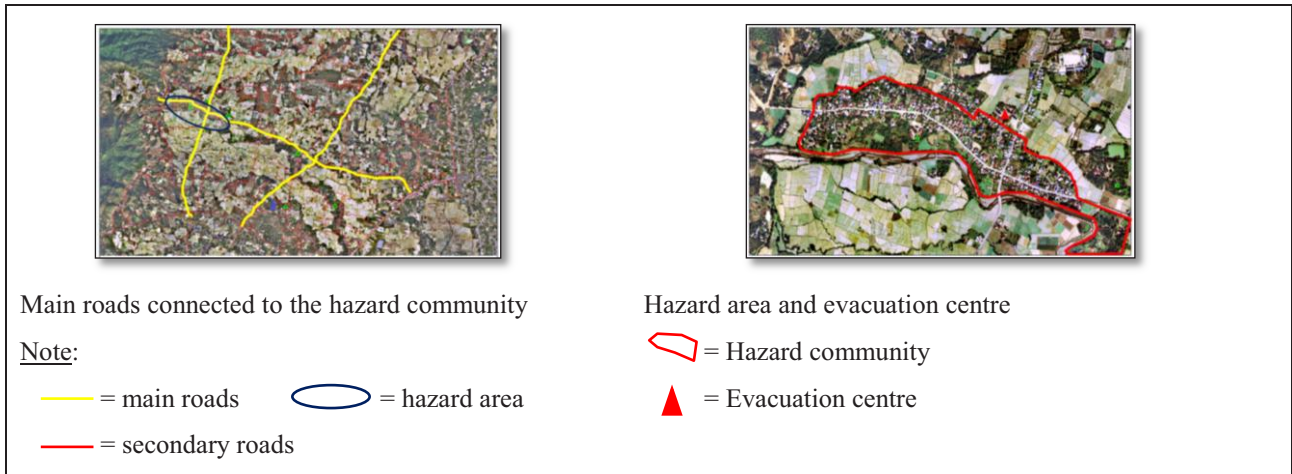 Main roads connected to the hazard community
Note:
= main roads
= hazard area
= secondary roads
Hazard area and evacuation centre
= Hazard community
= Evacuation centre